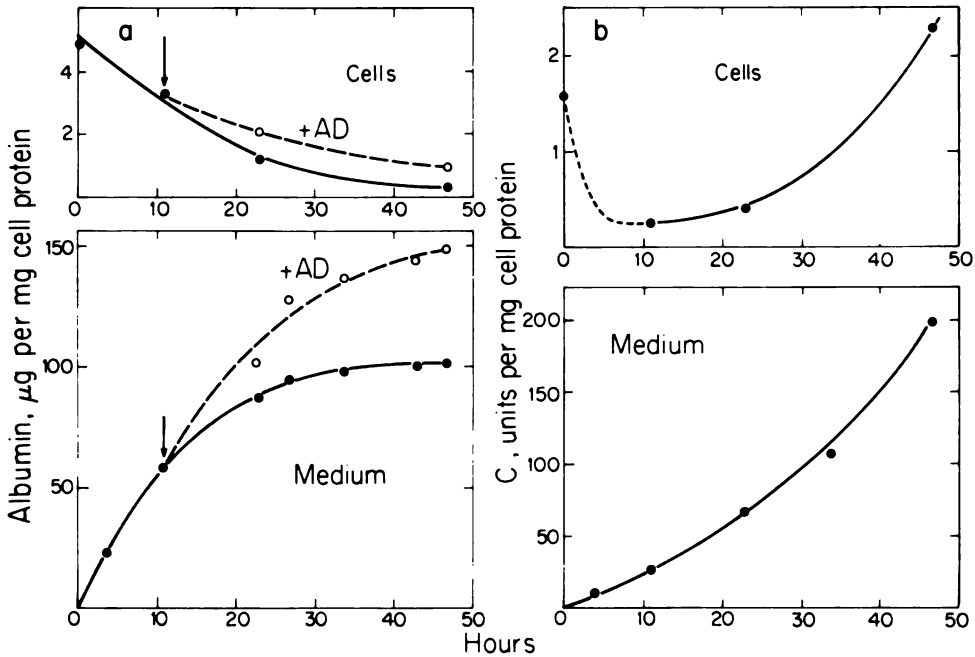 a
Cells
+AD
4
2
0 10 20 30 40 50
Albumin, µg per mg cell protein
+AD
Medium
150
100
50
0 10 20 30 40 50
b
Cells
2
1
0 10 20 30 40 50
C, units per mg cell protein
Medium
200
150
100
50
0
0 10 20 30 40 50
Hours